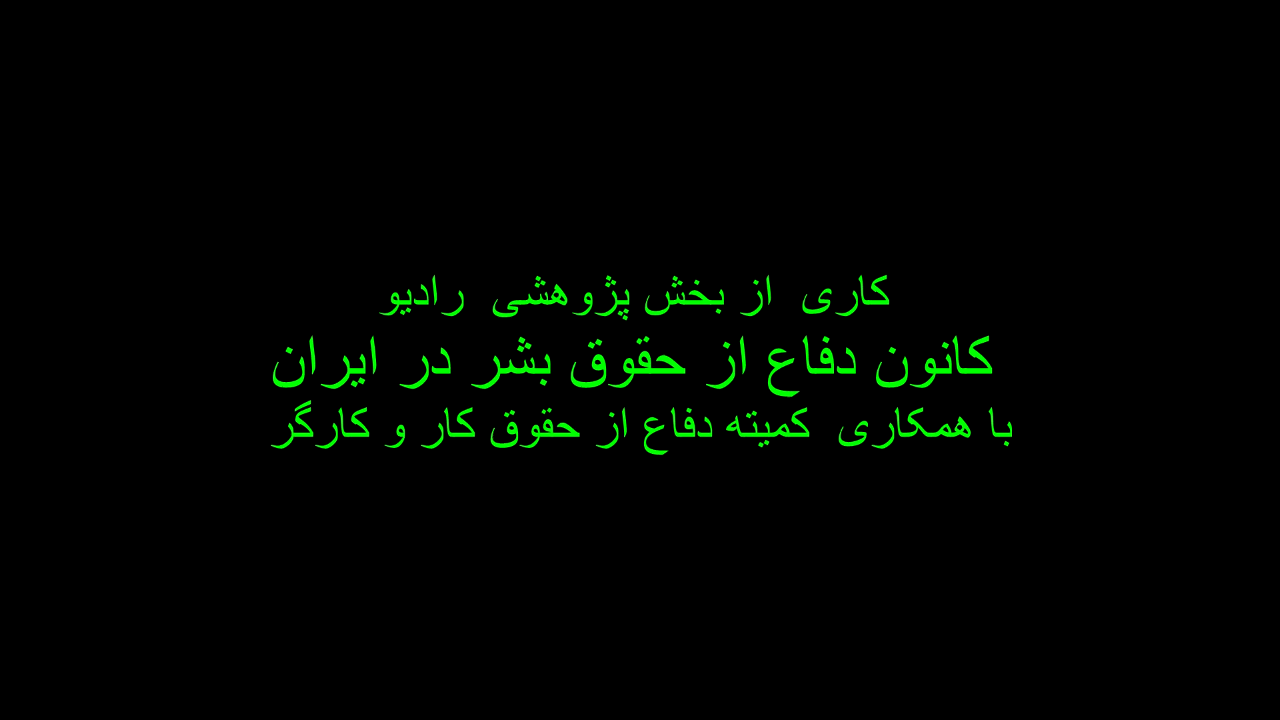 کاری از بخش پژوهشی رادیو
کانون دفاع از حقوق بشر در ایران
با همکاری کمیته دفاع از حقوق کار و کارگر